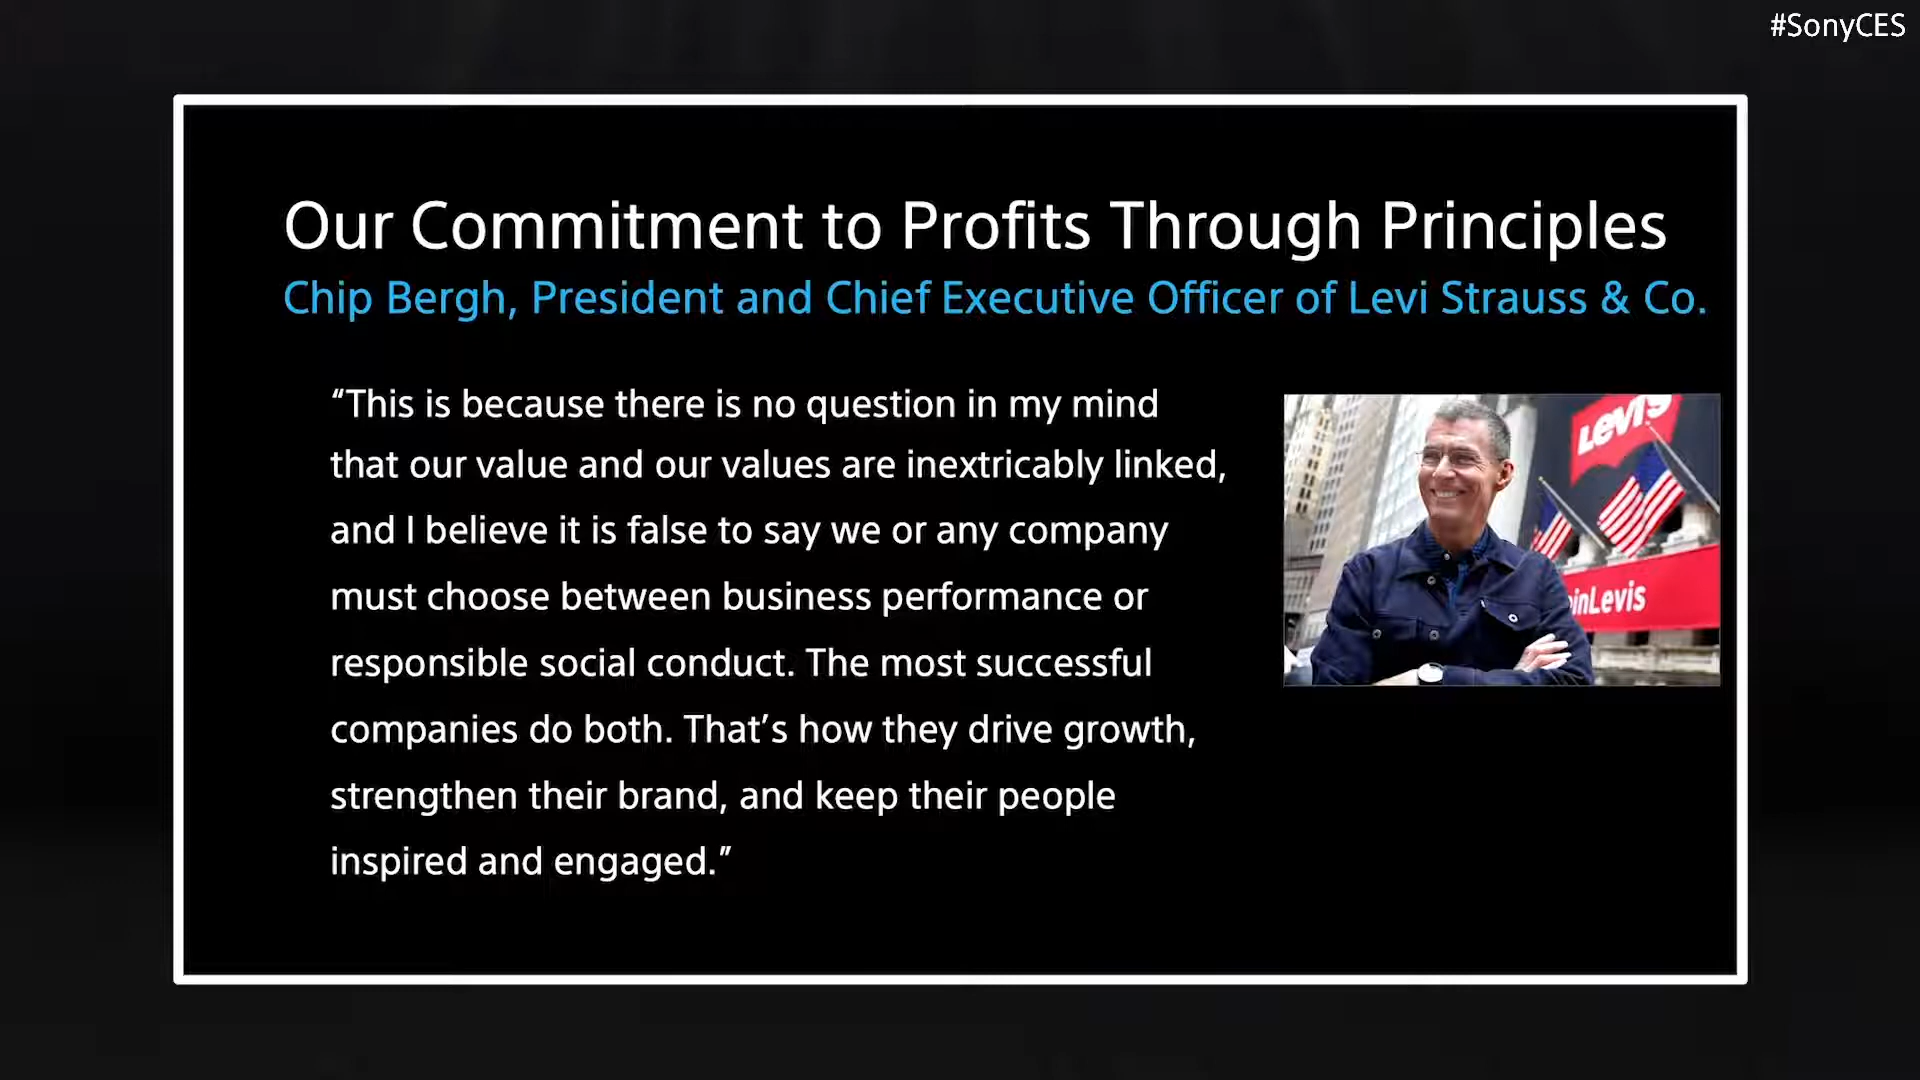 #SonyCES
Our Commitment to Profits Through Principles
Chip Bergh, President and Chief Executive Officer of Levi Strauss & Co.
“This is because there is no question in my mind
that our value and our values are inextricably linked,
and I believe it is false to say we or any company
must choose between business performance or
responsible social conduct. The most successful
companies do both. That’s how they drive growth,
strengthen their brand, and keep their people
inspired and engaged.”
Levi's
inLevis